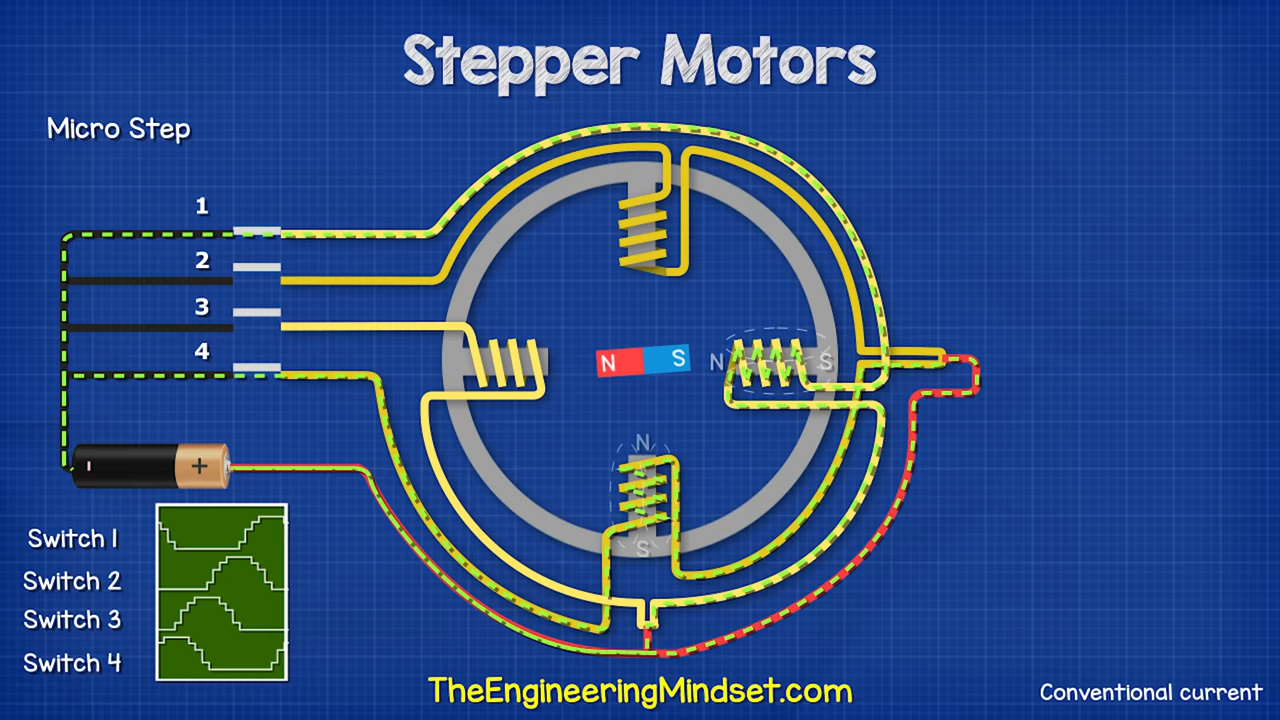 Stepper Motors
Micro Step
1
2
3
4
N S
N S
N
S
- +
Switch 1
Switch 2
Switch 3
Switch 4
TheEngineeringMindset.com
Conventional current